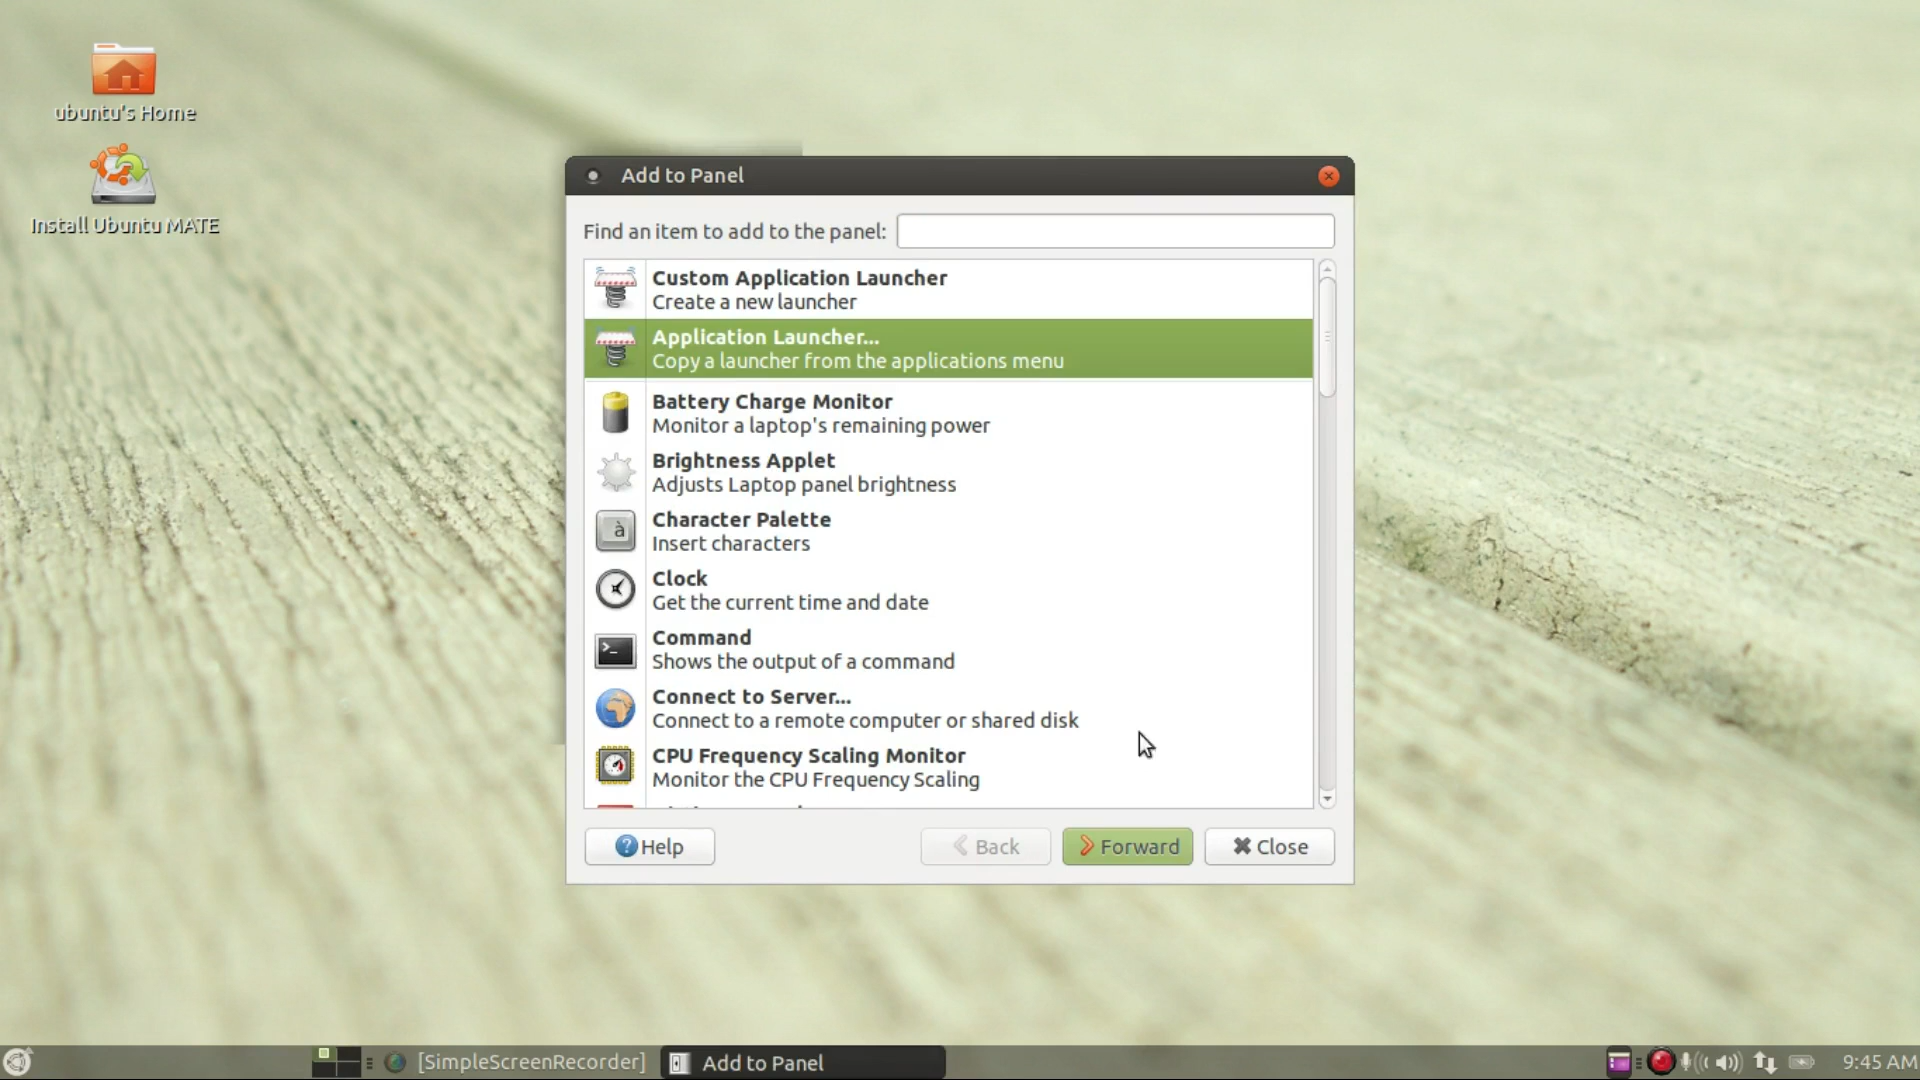 ubuntu's Home
Install Ubuntu MATE
Add to Panel
Find an item to add to the panel:
Custom Application Launcher
Create a new launcher
Application Launcher...
Copy a launcher from the applications menu
Battery Charge Monitor
Monitor a laptop's remaining power
Brightness Applet
Adjusts Laptop panel brightness
à
Character Palette
Insert characters
Clock
Get the current time and date
Command
Shows the output of a command
Connect to Server...
Connect to a remote computer or shared disk
CPU Frequency Scaling Monitor
Monitor the CPU Frequency Scaling
Help
Back
Forward
Close
[SimpleScreenRecorder]
Add to Panel
9:45 AM